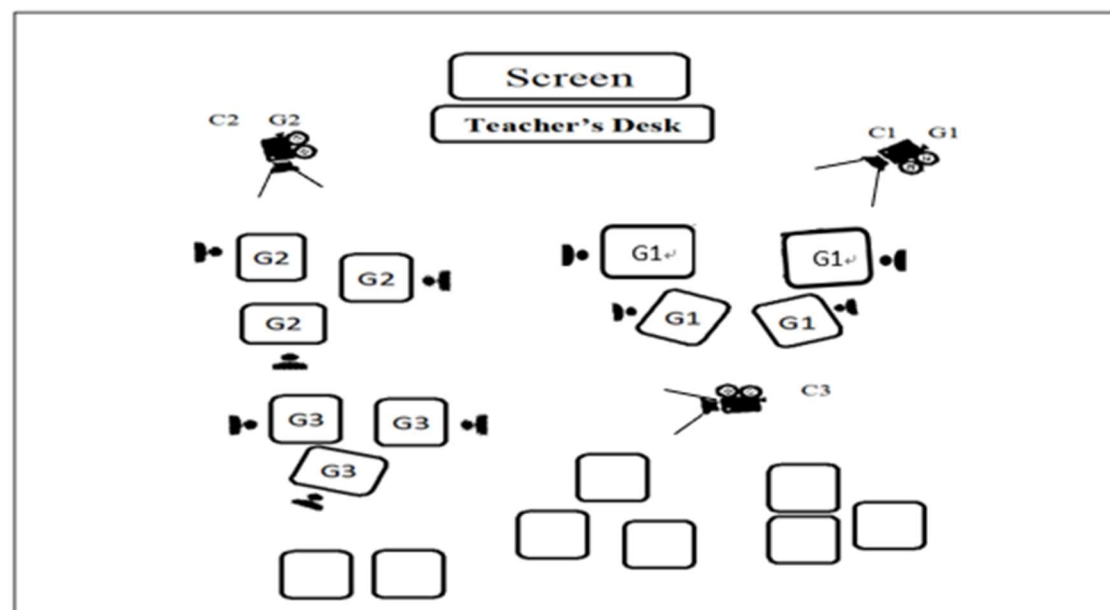 Screen
Teacher's Desk
C2 G2
C1 G1
G2
G2
G2
G1↵
G1↵
G1
G1
C3
G3
G3
G3